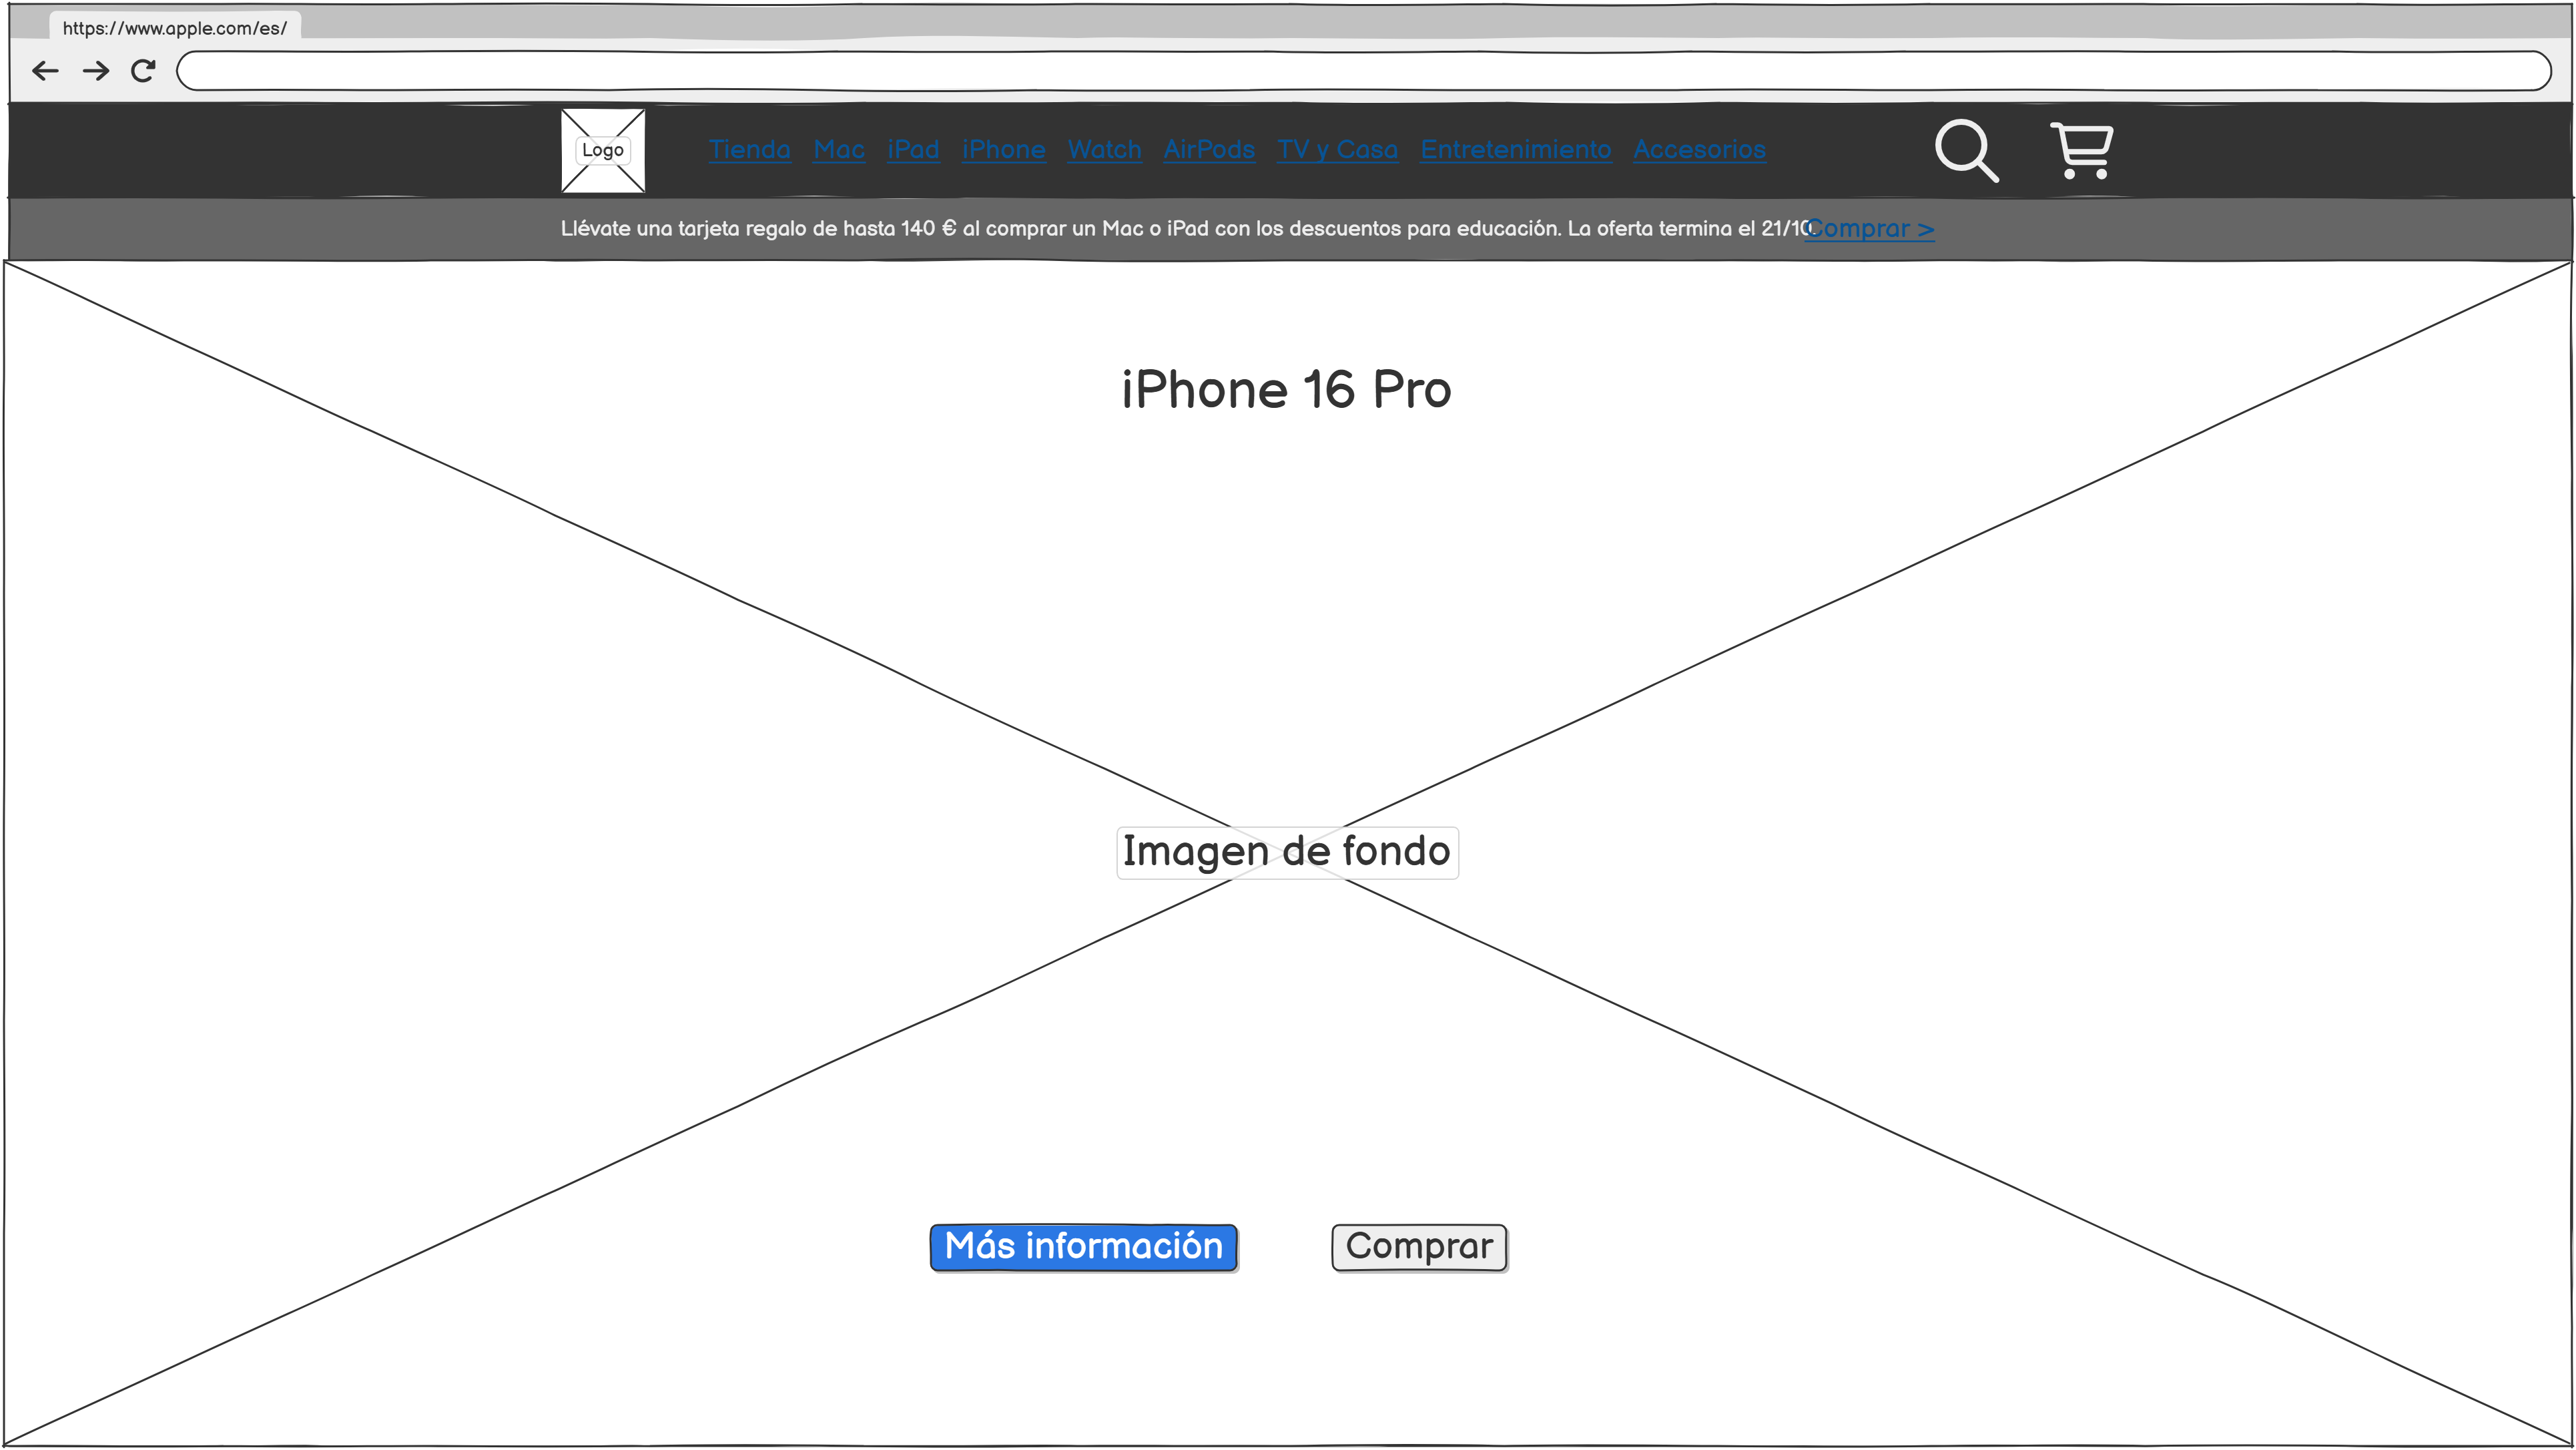 https://www.apple.com/es/
Logo Tienda Mac iPad iPhone Watch AirPods TV y Casa Entretenimiento Accesorios
Llévate una tarjeta regalo de hasta 140 € al comprar un Mac o iPad con los descuentos para educación. La oferta termina el 21/10. Comprar >
iPhone 16 Pro
Imagen de fondo
Más información Comprar